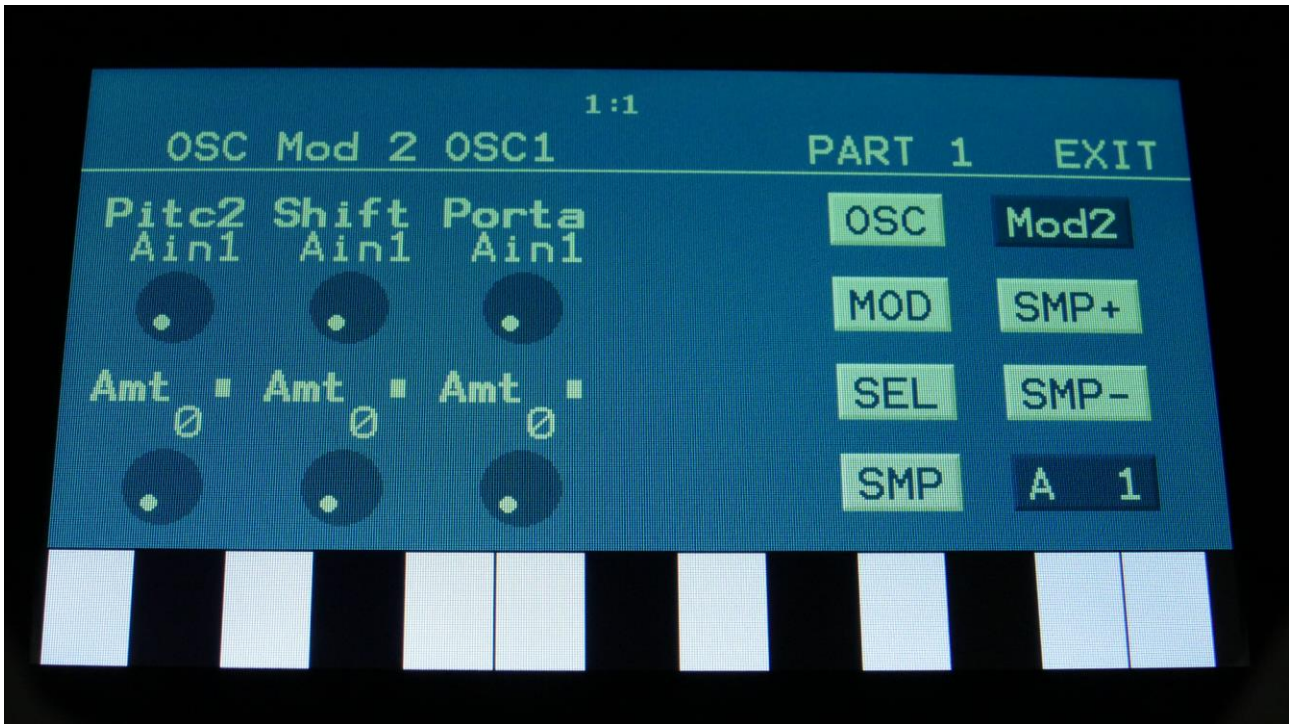 1:1
OSC Mod 2 OSC1 PART 1 EXIT
Pitc2 Shift Porta OSC Mod2
Ain1 Ain1 Ain1
MOD SMP+
Amt Amt Amt SEL SMP-
0 0 0
SMP A 1